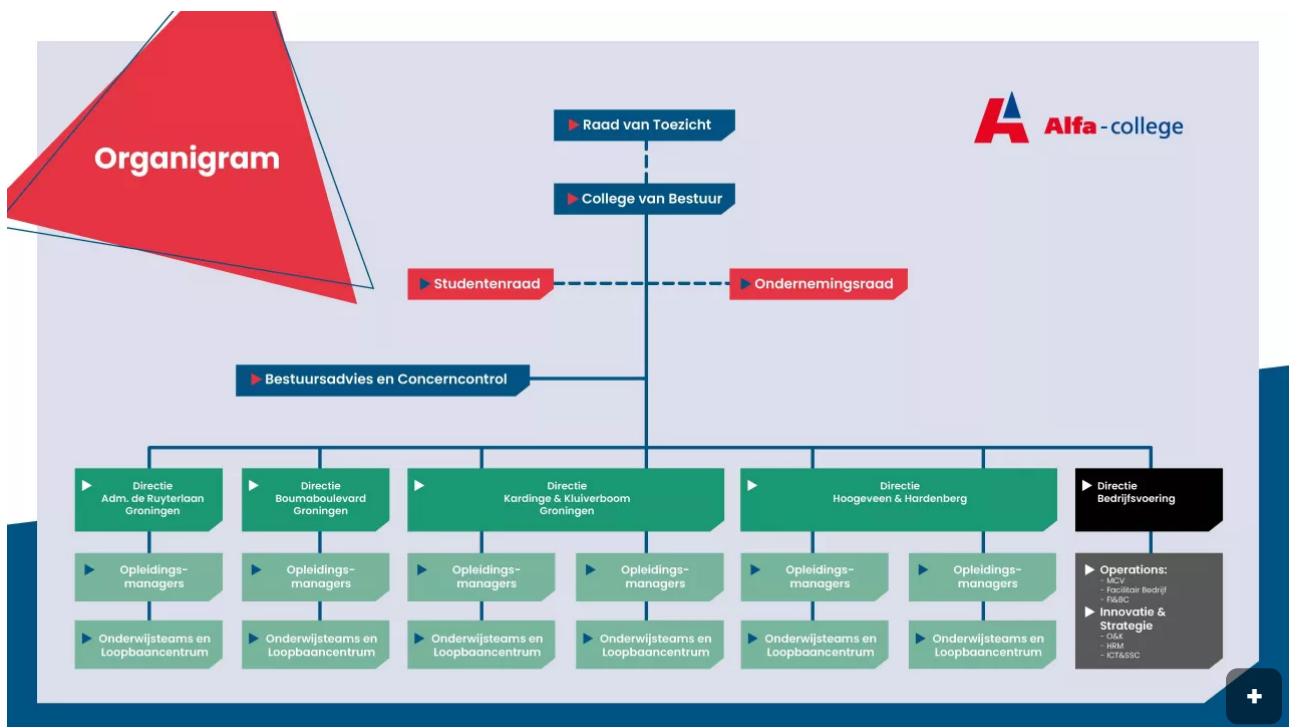 Organigram
Alfa-college
Raad van Toezicht
College van Bestuur
Studentenraad
Ondernemingsraad
Bestuursadvies en Concerncontrol
Directie
Adm. de Ruyterlaan
Groningen
Directie
Boumaboulevard
Groningen
Directie
Kardinge & Kluiverboom
Groningen
Directie
Hoogeveen & Hardenberg
Directie
Bedrijfsvoering
Opleidings-
managers
Opleidings-
managers
Opleidings-
managers
Opleidings-
managers
Opleidings-
managers
Opleidings-
managers
Operations:
- MCV
- Facilitair Bedrijf
- FI&BC
Innovatie &
Strategie
- O&K
- HRM
- ICT&SSC
Onderwijsteams en
Loopbaancentrum
Onderwijsteams en
Loopbaancentrum
Onderwijsteams en
Loopbaancentrum
Onderwijsteams en
Loopbaancentrum
Onderwijsteams en
Loopbaancentrum
Onderwijsteams en
Loopbaancentrum